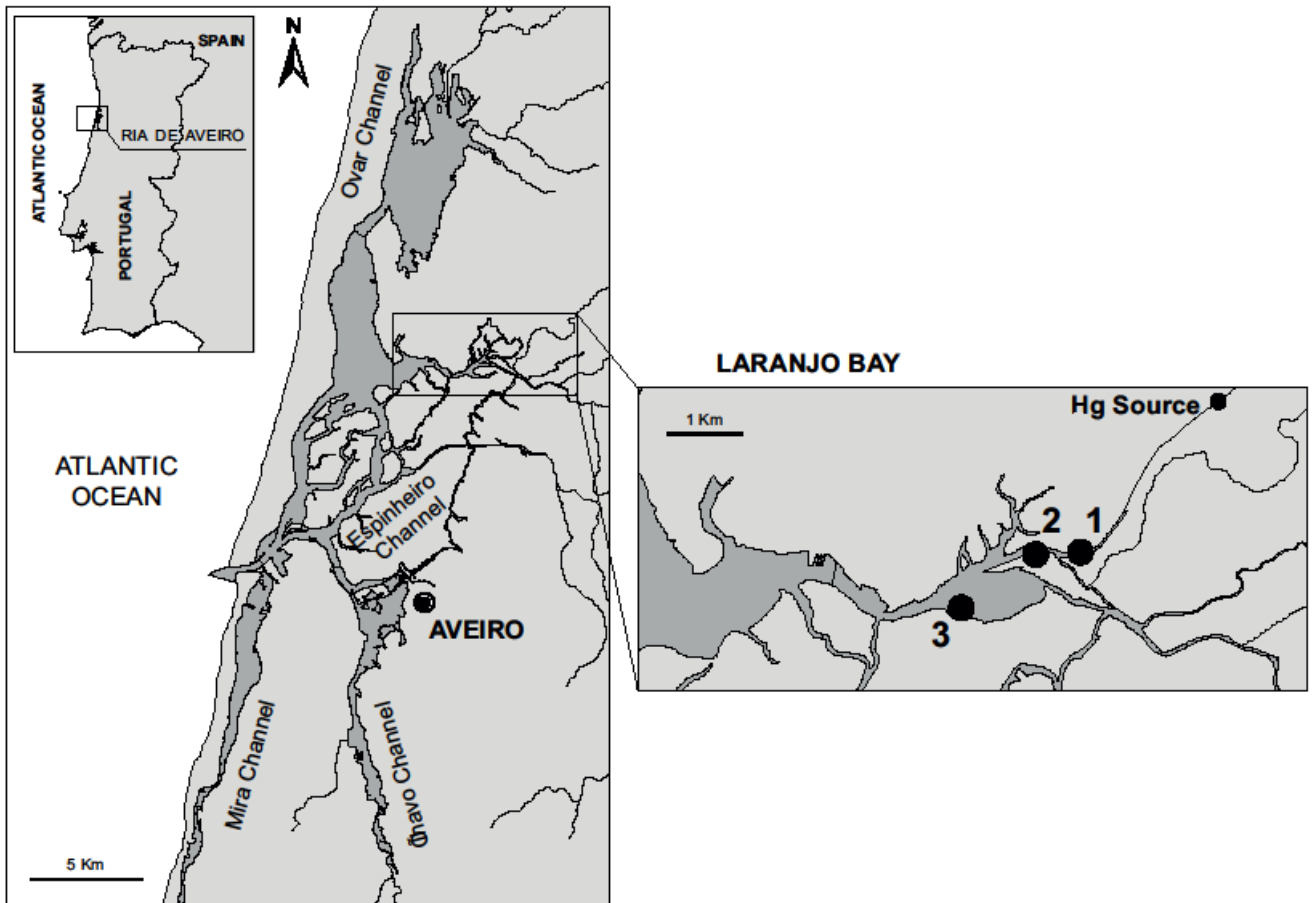 SPAIN
ATLANTIC OCEAN
RIA DE AVEIRO
PORTUGAL
N
Ovar Channel
ATLANTIC
OCEAN
Espinheiro
Channel
AVEIRO
Mira Channel
Channel
5 Km
LARANJO BAY
1 Km
Hg Source
2
1
3